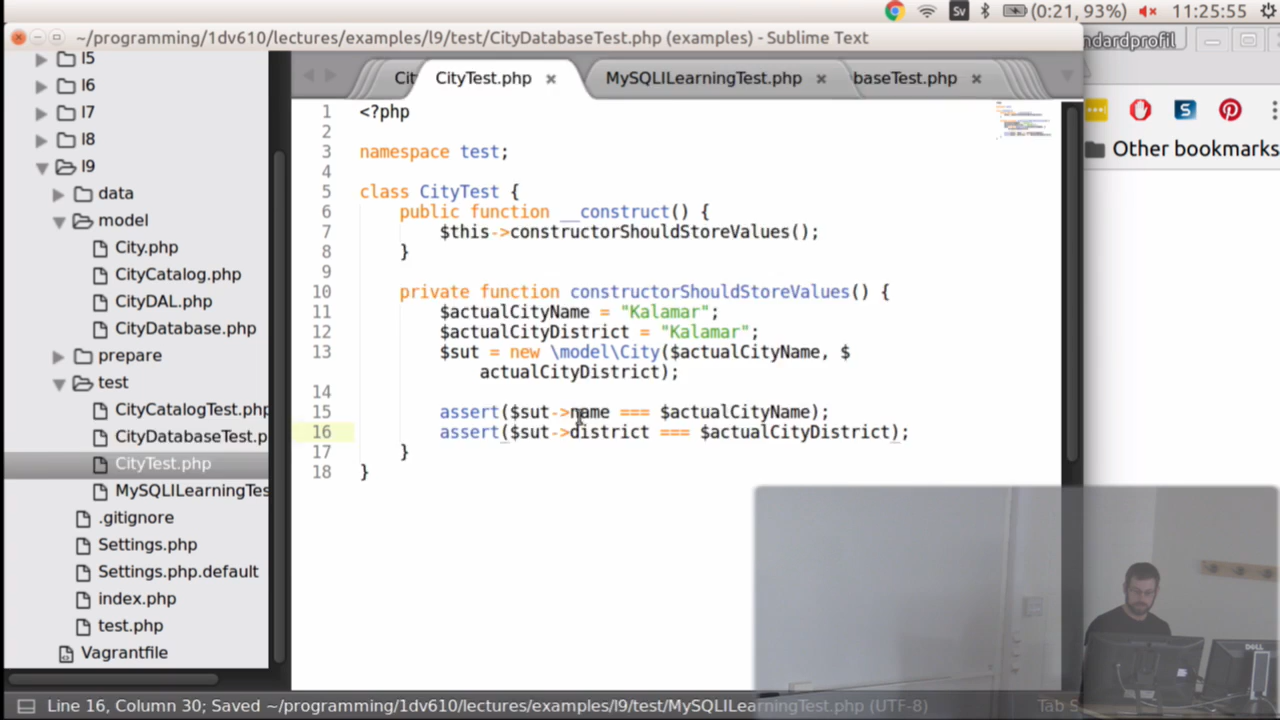 Sv
(0:21, 93%)
11:25:55
~/programming/1dv610/lectures/examples/l9/test/CityDatabaseTest.php (examples) - Sublime Text
ndardprofil
l5
l6
l7
l8
l9
data
model
City.php
CityCatalog.php
CityDAL.php
CityDatabase.php
prepare
test
CityCatalogTest.php
CityDatabaseTest.p
CityTest.php
MySQLILearningTes
.gitignore
Settings.php
Settings.php.default
index.php
test.php
Vagrantfile
Cit
CityTest.php
MySQLILearningTest.php
baseTest.php
Other bookmarks
1 <?php
2
3 namespace test;
4
5 class CityTest {
6 public function __construct() {
7 $this->constructorShouldStoreValues();
8 }
9
10 private function constructorShouldStoreValues() {
11 $actualCityName = "Kalamar";
12 $actualCityDistrict = "Kalamar";
13 $sut = new \model\City($actualCityName, $
actualCityDistrict);
14
15 assert($sut->name === $actualCityName);
16 assert($sut->district === $actualCityDistrict);
17 }
18 }
DELL
Line 16, Column 30; Saved ~/programming/1dv610/lectures/examples/l9/test/MySQLILearningTest.php (UTF-8)
Tab S